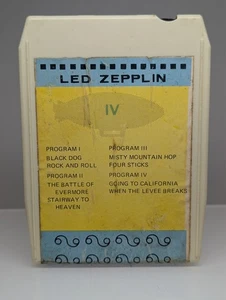 LED ZEPPLIN
IV
PROGRAM I
BLACK DOG
ROCK AND ROLL
PROGRAM II
THE BATTLE OF
EVERMORE
STAIRWAY TO
HEAVEN
PROGRAM III
MISTY MOUNTAIN HOP
FOUR STICKS
PROGRAM IV
GOING TO CALIFORNIA
WHEN THE LEVEE BREAKS